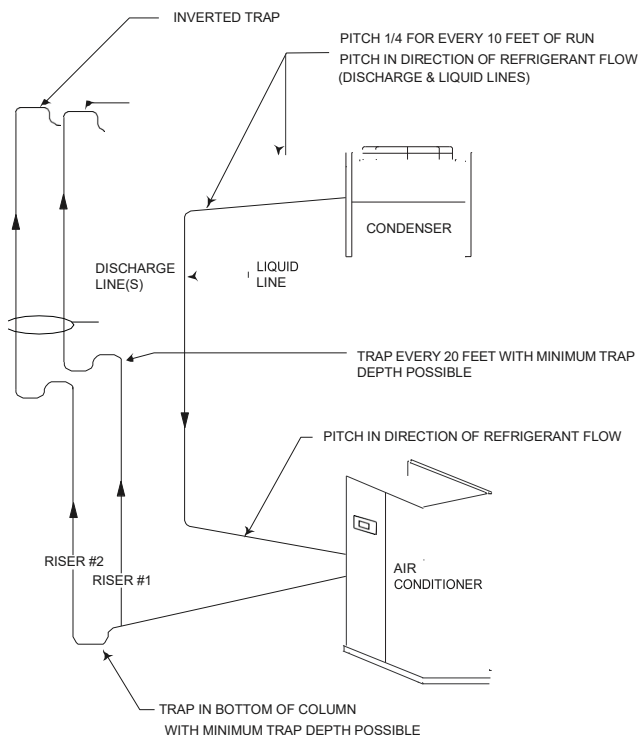 INVERTED TRAP
PITCH 1/4 FOR EVERY 10 FEET OF RUN
PITCH IN DIRECTION OF REFRIGERANT FLOW
(DISCHARGE & LIQUID LINES)
CONDENSER
DISCHARGE
LINE(S)
LIQUID
LINE
TRAP EVERY 20 FEET WITH MINIMUM TRAP
DEPTH POSSIBLE
PITCH IN DIRECTION OF REFRIGERANT FLOW
RISER #2
RISER #1
AIR
CONDITIONER
TRAP IN BOTTOM OF COLUMN
WITH MINIMUM TRAP DEPTH POSSIBLE